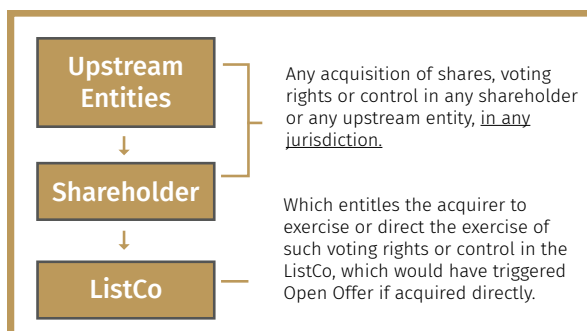 Upstream
Entities
Any acquisition of shares, voting
rights or control in any shareholder
or any upstream entity, in any
jurisdiction.
Shareholder
Which entitles the acquirer to
exercise or direct the exercise of
such voting rights or control in the
ListCo, which would have triggered
Open Offer if acquired directly.
ListCo